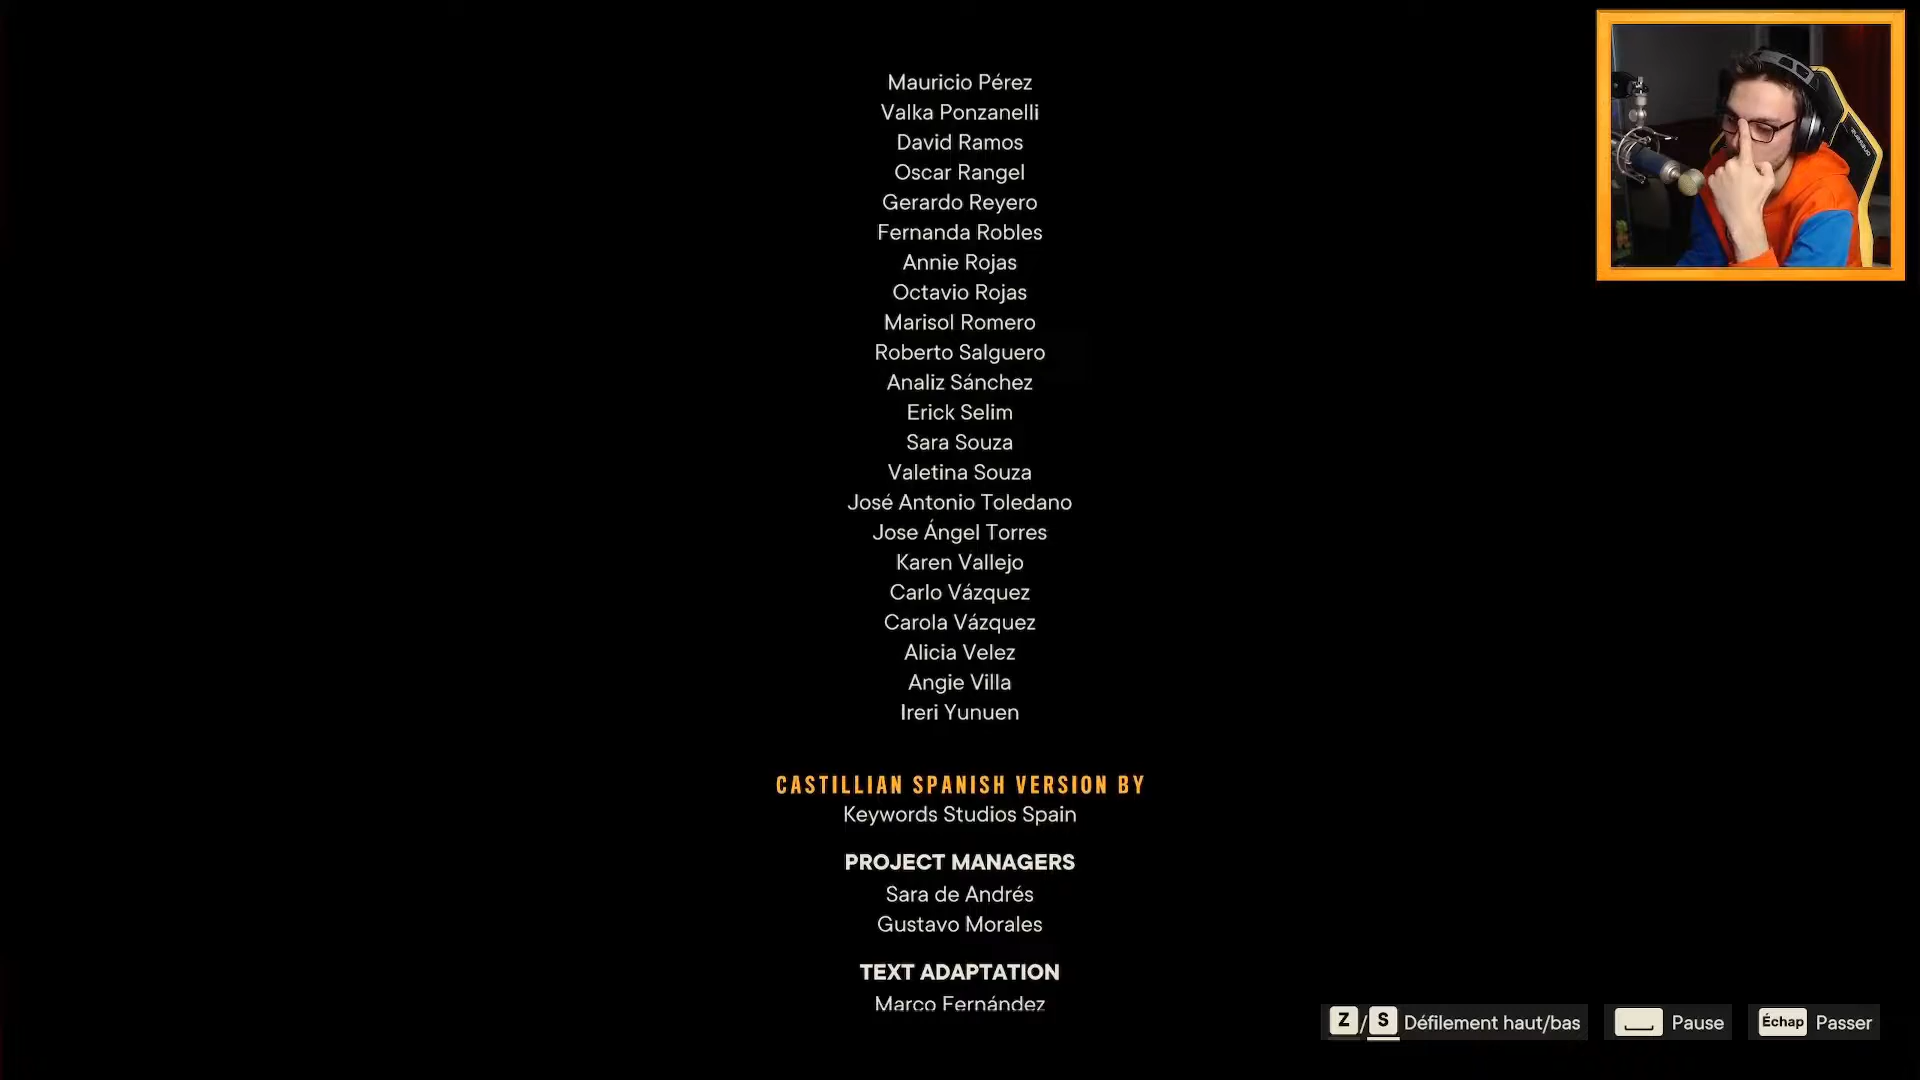 Mauricio Pérez
Valka Ponzanelli
David Ramos
Oscar Rangel
Gerardo Reyero
Fernanda Robles
Annie Rojas
Octavio Rojas
Marisol Romero
Roberto Salguero
Analiz Sánchez
Erick Selim
Sara Souza
Valetina Souza
José Antonio Toledano
Jose Ángel Torres
Karen Vallejo
Carlo Vázquez
Carola Vázquez
Alicia Velez
Angie Villa
Ireri Yunuen
CASTILLIAN SPANISH VERSION BY
Keywords Studios Spain
PROJECT MANAGERS
Sara de Andrés
Gustavo Morales
TEXT ADAPTATION
Marco Fernández
Z/S Défilement haut/bas Pause Échap Passer